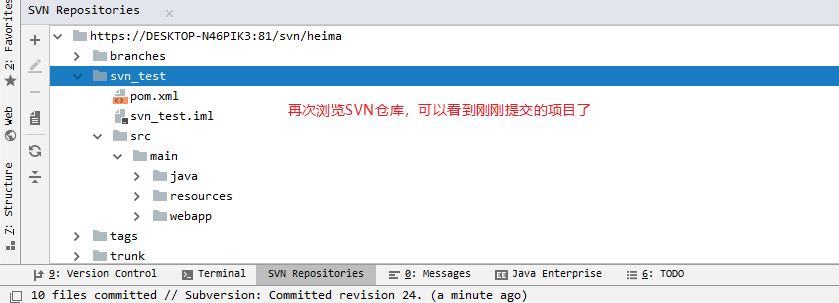 SVN Repositories
https://DESKTOP-N46PIK3:81/svn/heima
branches
svn_test
pom.xml
svn_test.iml
再次浏览SVN仓库，可以看到刚刚提交的项目了
src
main
java
resources
webapp
tags
trunk
2: Favorites
Web
Z: Structure
9: Version Control
Terminal
SVN Repositories
0: Messages
Java Enterprise
6: TODO
10 files committed // Subversion: Committed revision 24. (a minute ago)